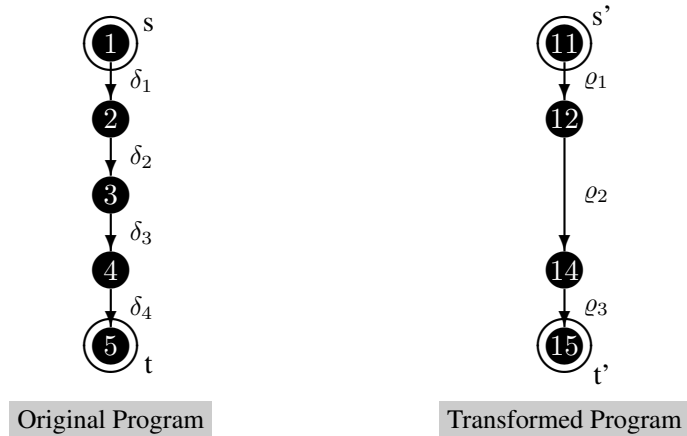 s
1
δ1
2
δ2
3
δ3
4
δ4
5
t
Original Program
s'
11
ϱ1
12
ϱ2
14
ϱ3
15
t'
Transformed Program